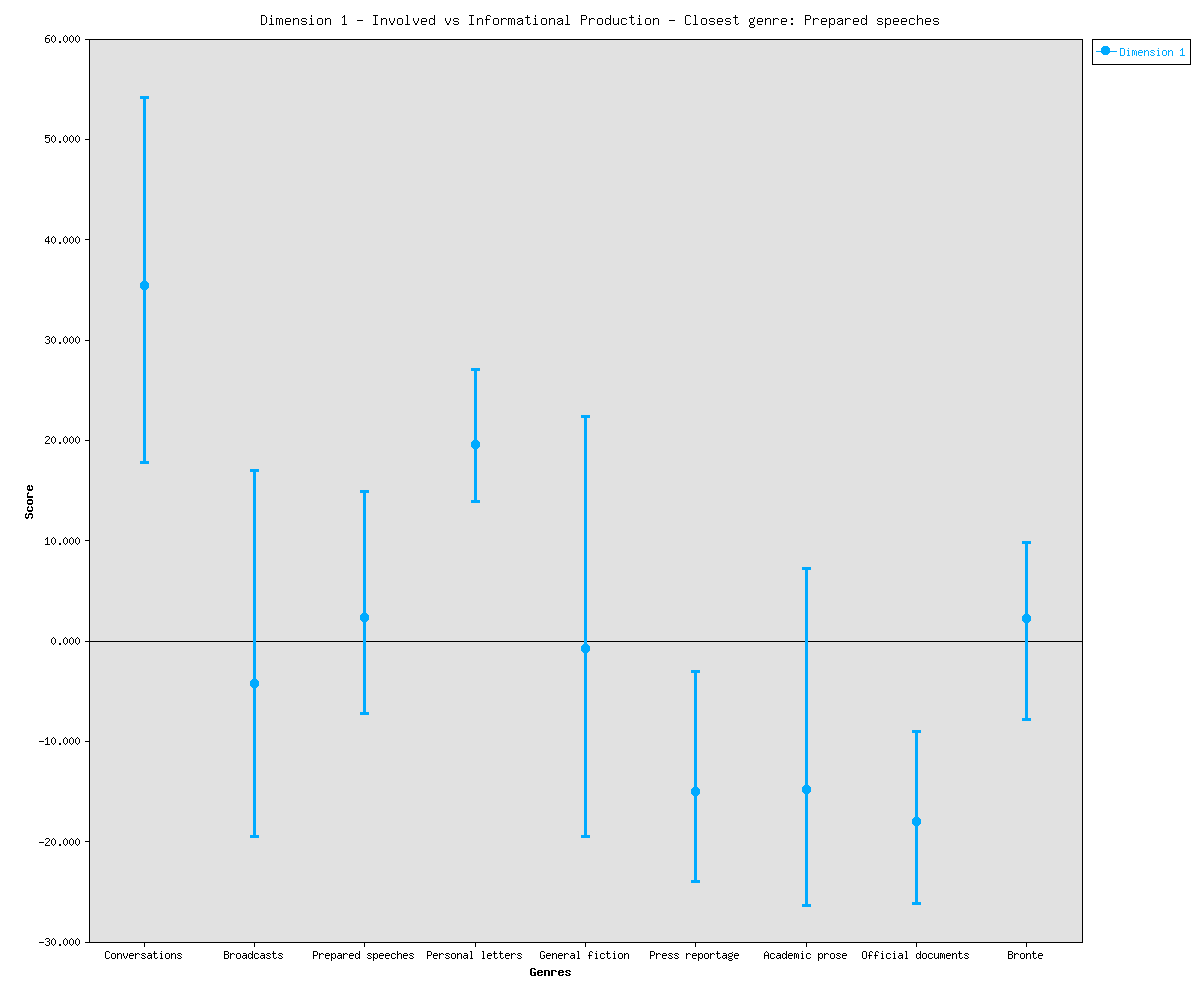 Dimension 1 - Involved vs Informational Production - Closest genre: Prepared speeches
Dimension 1
60.000
50.000
40.000
30.000
20.000
10.000
0.000
-10.000
-20.000
-30.000
Score
Conversations Broadcasts Prepared speeches Personal letters General fiction Press reportage Academic prose Official documents Bronte
Genres